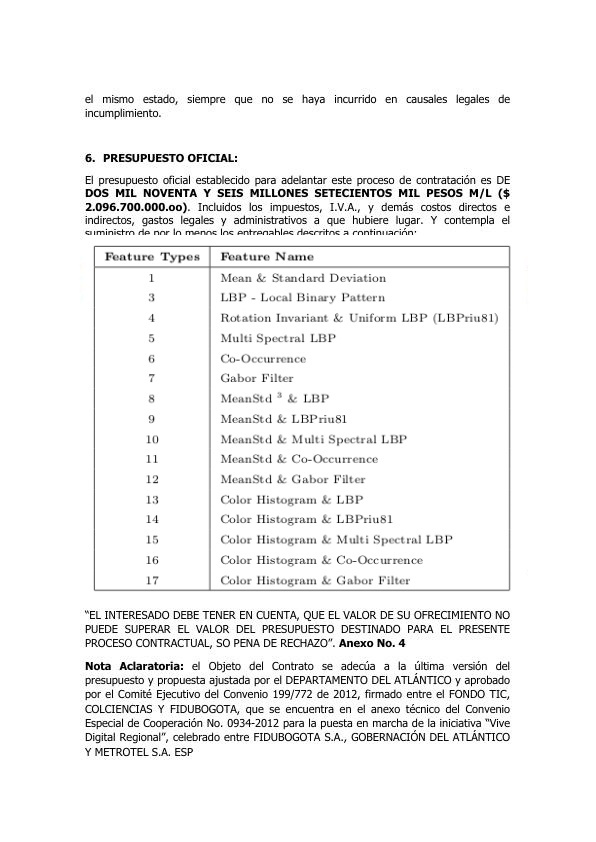 el mismo estado, siempre que no se haya incurrido en causales legales de
incumplimiento.
6. PRESUPUESTO OFICIAL:
El presupuesto oficial establecido para adelantar este proceso de contratación es DE
DOS MIL NOVENTA Y SEIS MILLONES SETECIENTOS MIL PESOS M/L ($
2.096.700.000.oo). Incluidos los impuestos, I.V.A., y demás costos directos e
indirectos, gastos legales y administrativos a que hubiere lugar. Y contempla el
suministro de por lo menos los entregables descritos a continuación:
Feature Types Feature Name
1 Mean & Standard Deviation
3 LBP - Local Binary Pattern
4 Rotation Invariant & Uniform LBP (LBPriu81)
5 Multi Spectral LBP
6 Co-Occurrence
7 Gabor Filter
8 MeanStd ³ & LBP
9 MeanStd & LBPriu81
10 MeanStd & Multi Spectral LBP
11 MeanStd & Co-Occurrence
12 MeanStd & Gabor Filter
13 Color Histogram & LBP
14 Color Histogram & LBPriu81
15 Color Histogram & Multi Spectral LBP
16 Color Histogram & Co-Occurrence
17 Color Histogram & Gabor Filter
“EL INTERESADO DEBE TENER EN CUENTA, QUE EL VALOR DE SU OFRECIMIENTO NO
PUEDE SUPERAR EL VALOR DEL PRESUPUESTO DESTINADO PARA EL PRESENTE
PROCESO CONTRACTUAL, SO PENA DE RECHAZO”. Anexo No. 4
Nota Aclaratoria: el Objeto del Contrato se adecúa a la última versión del
presupuesto y propuesta ajustada por el DEPARTAMENTO DEL ATLÁNTICO y aprobado
por el Comité Ejecutivo del Convenio 199/772 de 2012, firmado entre el FONDO TIC,
COLCIENCIAS Y FIDUBOGOTA, que se encuentra en el anexo técnico del Convenio
Especial de Cooperación No. 0934-2012 para la puesta en marcha de la iniciativa “Vive
Digital Regional”, celebrado entre FIDUBOGOTA S.A., GOBERNACIÓN DEL ATLÁNTICO
Y METROTEL S.A. ESP